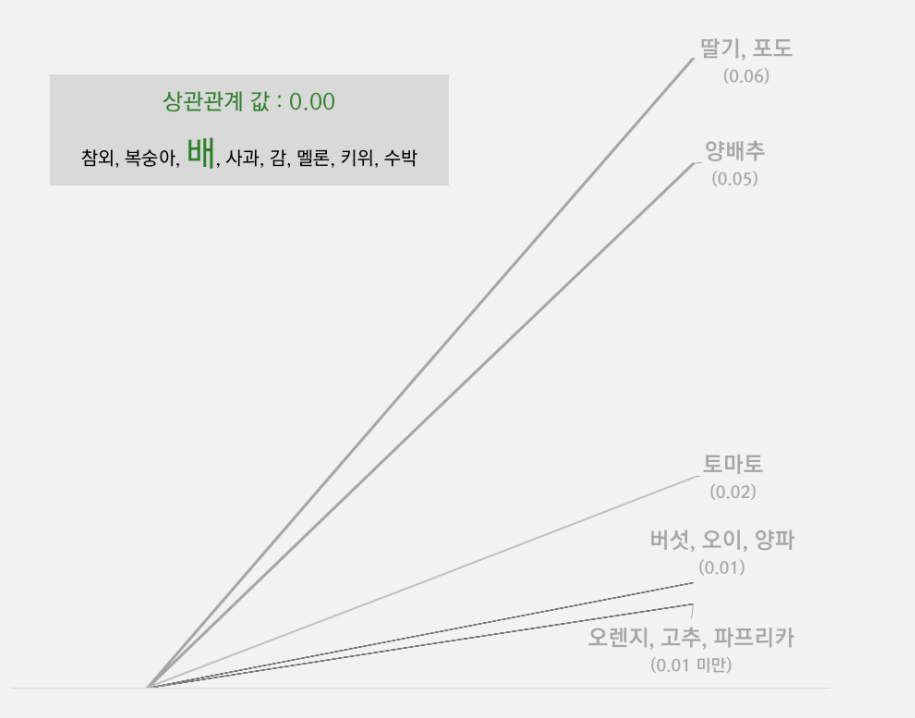 딸기, 포도
(0.06)
상관관계 값 : 0.00
참외, 복숭아, 배, 사과, 감, 멜론, 키위, 수박
양배추
(0.05)
토마토
(0.02)
버섯, 오이, 양파
(0.01)
오렌지, 고추, 파프리카
(0.01 미만)